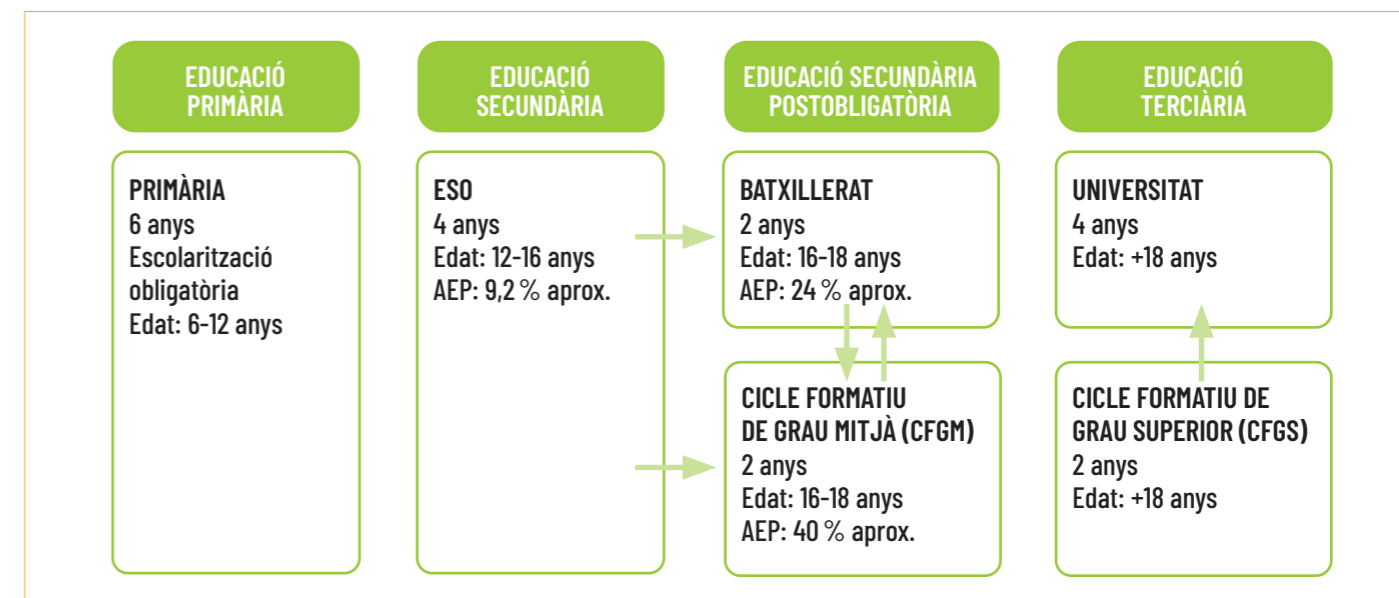 EDUCACIÓ
PRIMÀRIA
PRIMÀRIA
6 anys
Escolarització
obligatòria
Edat: 6-12 anys
EDUCACIÓ
SECUNDÀRIA
ESO
4 anys
Edat: 12-16 anys
AEP: 9,2 % aprox.
EDUCACIÓ SECUNDÀRIA
POSTOBLIGATÒRIA
BATXILLERAT
2 anys
Edat: 16-18 anys
AEP: 24 % aprox.
CICLE FORMATIU
DE GRAU MITJÀ (CFGM)
2 anys
Edat: 16-18 anys
AEP: 40 % aprox.
EDUCACIÓ
TERCIÀRIA
UNIVERSITAT
4 anys
Edat: +18 anys
CICLE FORMATIU DE
GRAU SUPERIOR (CFGS)
2 anys
Edat: +18 anys